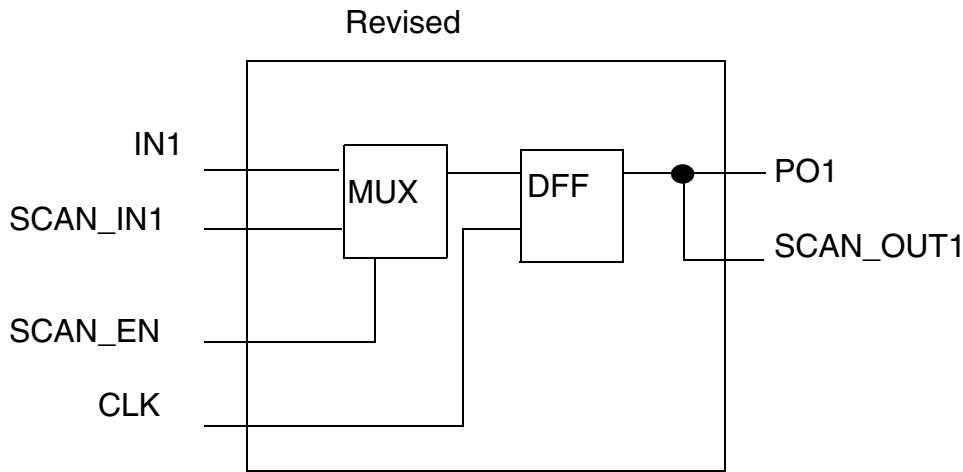 Revised
IN1
MUX
DFF
PO1
SCAN_IN1
SCAN_OUT1
SCAN_EN
CLK